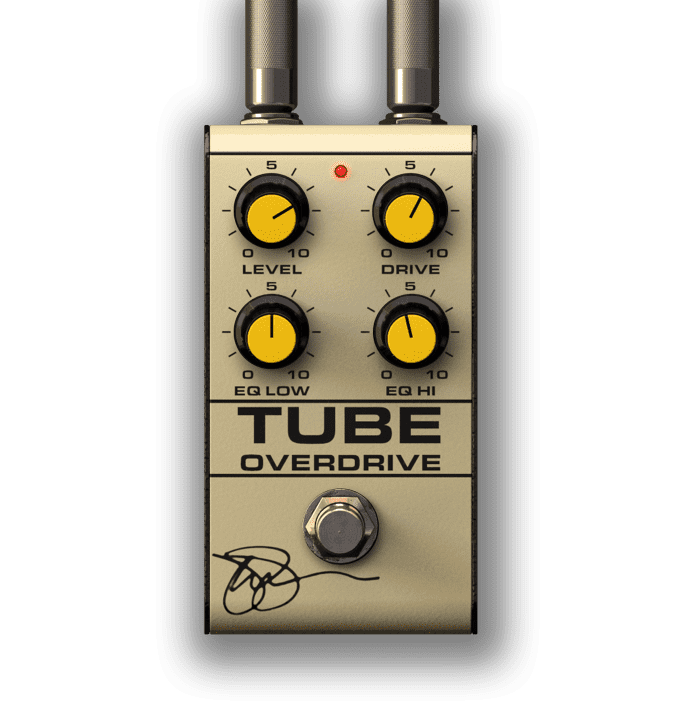 5 5
0 10 0 10
LEVEL DRIVE
5 5
0 10 0 10
EQ LOW EQ HI
TUBE
OVERDRIVE